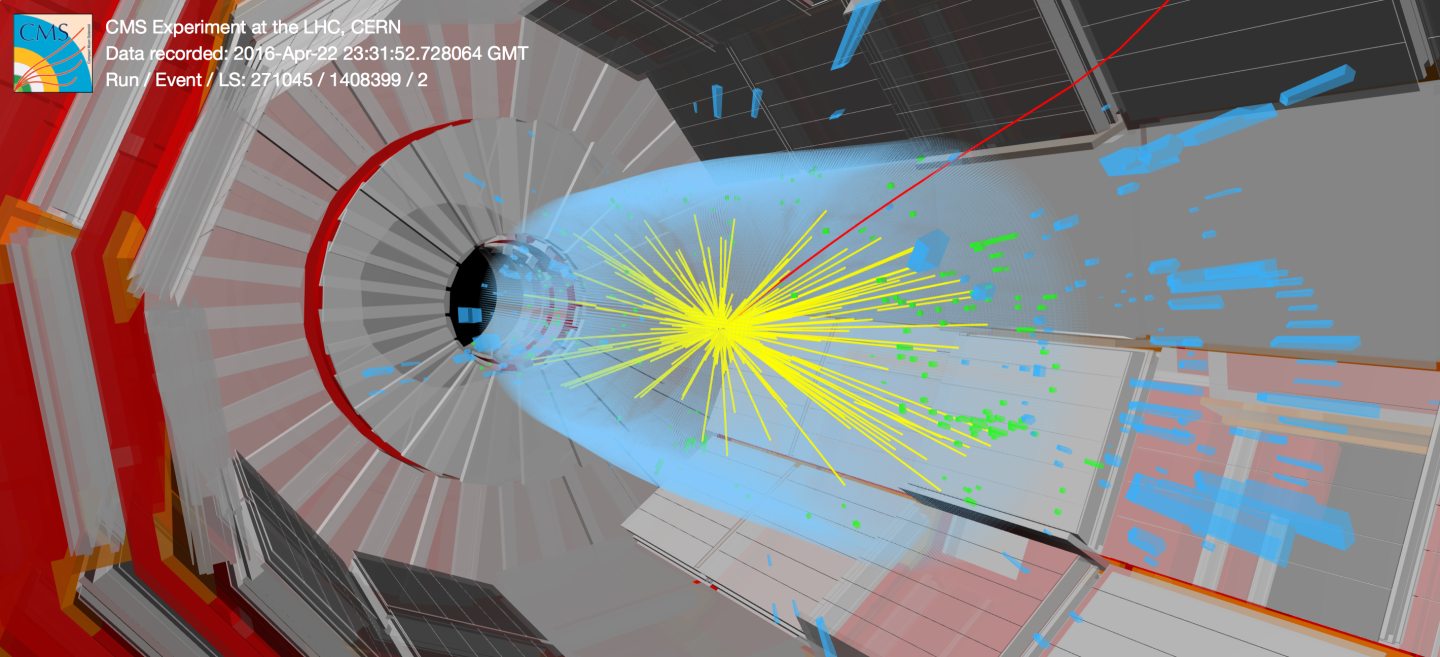 CMS
CMS Experiment at the LHC, CERN
Data recorded: 2016-Apr-22 23:31:52.728064 GMT
Run / Event / LS: 271045 / 1408399 / 2